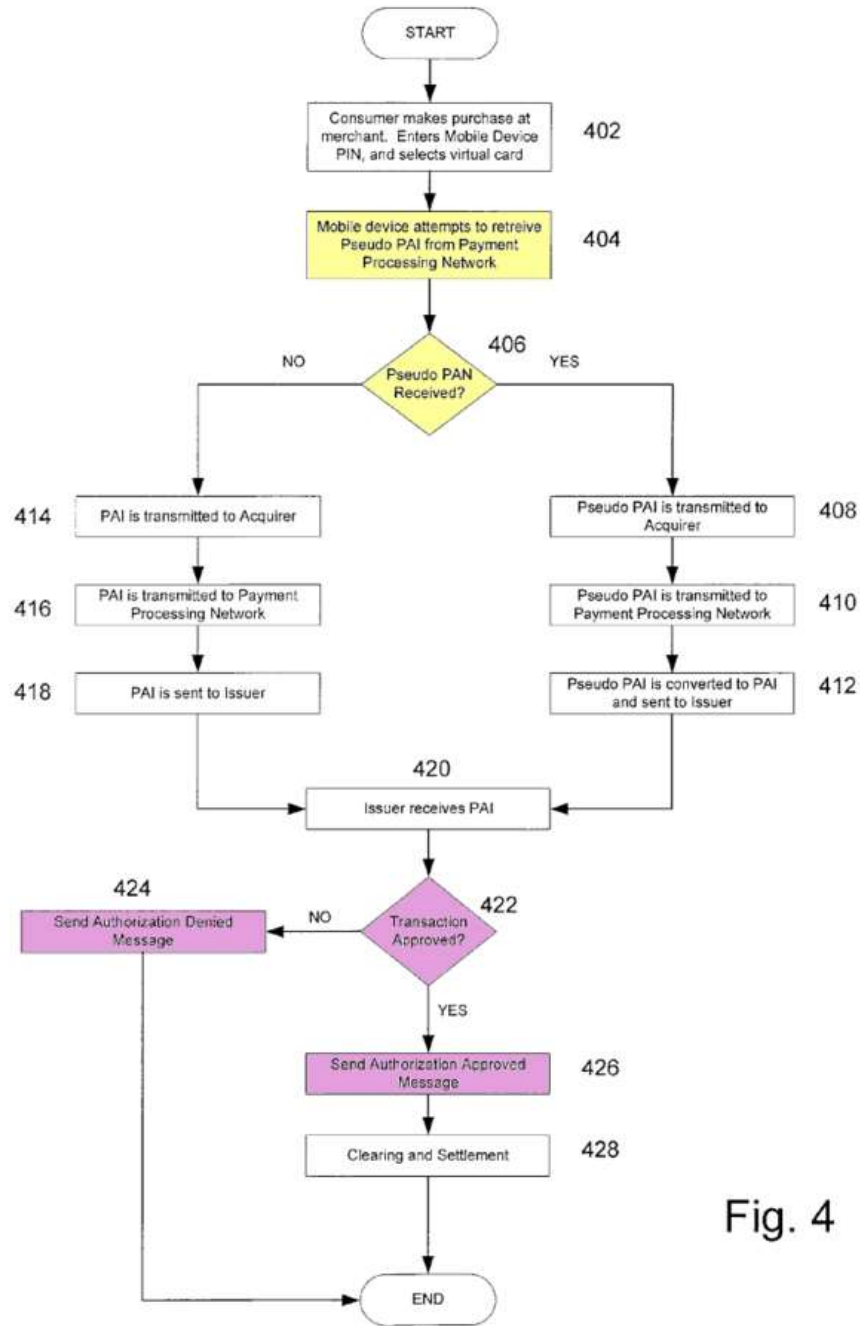 START
Consumer makes purchase at
merchant. Enters Mobile Device
PIN, and selects virtual card
402
Mobile device attempts to retreive
Pseudo PAI from Payment
Processing Network
404
406
NO
YES
Pseudo PAN
Received?
414
PAI is transmitted to Acquirer
Pseudo PAI is transmitted to
Acquirer
408
416
PAI is transmitted to Payment
Processing Network
Pseudo PAI is transmitted to
Payment Processing Network
410
418
PAI is sent to Issuer
Pseudo PAI is converted to PAI
and sent to Issuer
412
420
Issuer receives PAI
424
Send Authorization Denied
Message
NO
Transaction
Approved?
422
YES
Send Authorization Approved
Message
426
Clearing and Settlement
428
Fig. 4
END